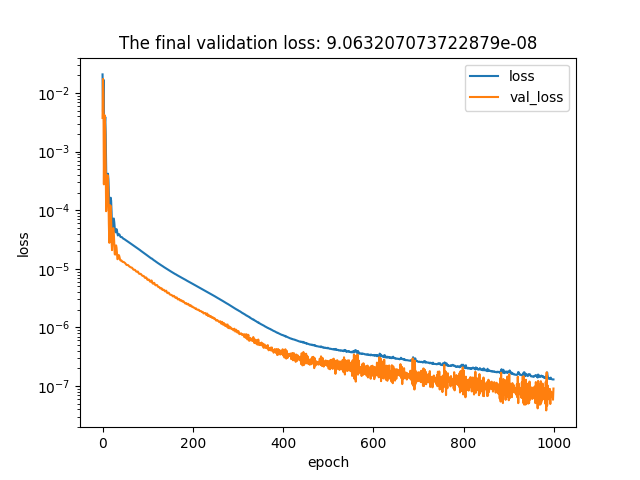 The final validation loss: 9.063207073722879e-08
loss
val_loss
10⁻²
10⁻³
10⁻⁴
10⁻⁵
10⁻⁶
10⁻⁷
loss
0 200 400 600 800 1000
epoch